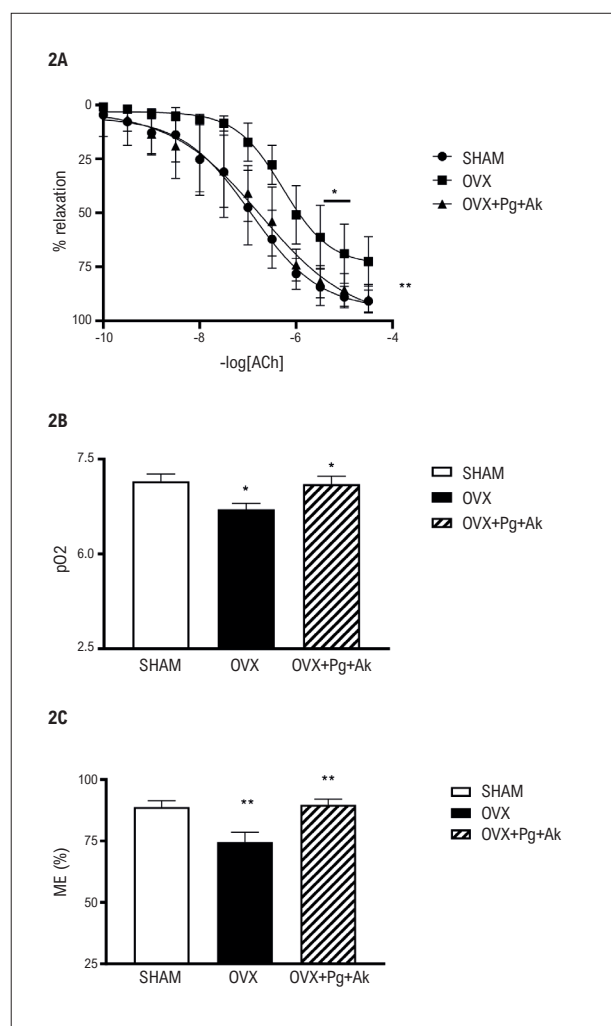 2A
0
25
50
75
100
% relaxation
-10
-8
-6
-4
-log[ACh]
*
**
SHAM
OVX
OVX+Pg+Ak
2B
7.5
6.0
2.5
pO2
*
*
SHAM
OVX
OVX+Pg+Ak
SHAM
OVX
OVX+Pg+Ak
2C
100
75
50
25
ME (%)
**
**
SHAM
OVX
OVX+Pg+Ak
SHAM
OVX
OVX+Pg+Ak